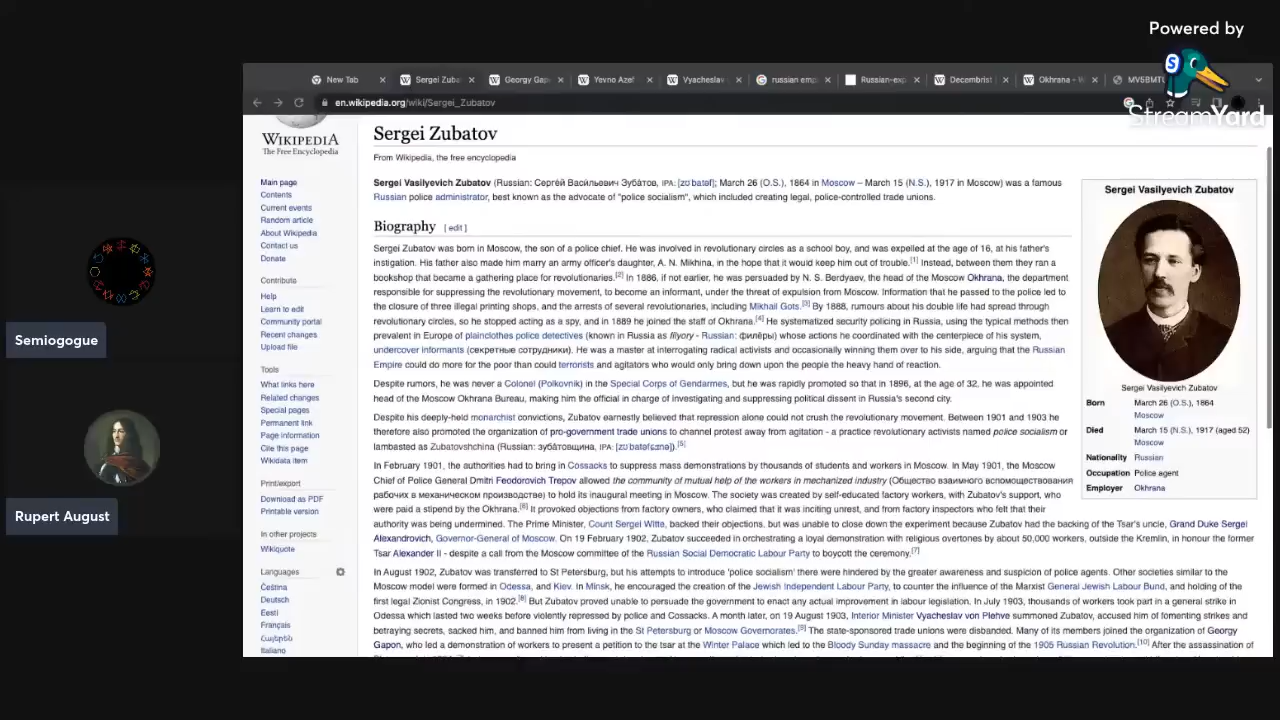 Powered by
StreamYard
New Tab
Sergei Zuba
Georgy Gap
Yevno Azef
Vyacheslav
russian emp
Russian-exp
Decembrist
Okhrana - W
MV5BMT
en.wikipedia.org/wiki/Sergei_Zubatov
WIKIPEDIA
The Free Encyclopedia
Main page
Contents
Current events
Random article
About Wikipedia
Contact us
Donate
Contribute
Help
Learn to edit
Community portal
Recent changes
Upload file
Tools
What links here
Related changes
Special pages
Permanent link
Page information
Cite this page
Wikidata item
Print/export
Download as PDF
Printable version
In other projects
Wikiquote
Languages
Čeština
Deutsch
Eesti
Français
Հայերեն
Italiano
Sergei Zubatov
From Wikipedia, the free encyclopedia
Sergei Vasilyevich Zubatov (Russian: Серге́й Васи́льевич Зуба́тов, IPA: [zʊˈbatəf]; March 26 (O.S.), 1864 in Moscow – March 15 (N.S.), 1917 in Moscow) was a famous
Russian police administrator, best known as the advocate of "police socialism", which included creating legal, police-controlled trade unions.
Biography [ edit ]
Sergei Zubatov was born in Moscow, the son of a police chief. He was involved in revolutionary circles as a school boy, and was expelled at the age of 16, at his father's
instigation. His father also made him marry an army officer's daughter, A. N. Mikhina, in the hope that it would keep him out of trouble.[1] Instead, between them they ran a
bookshop that became a gathering place for revolutionaries.[2] In 1886, if not earlier, he was persuaded by N. S. Berdyaev, the head of the Moscow Okhrana, the department
responsible for suppressing the revolutionary movement, to become an informant, under the threat of expulsion from Moscow. Information that he passed to the police led to
the closure of three illegal printing shops, and the arrests of several revolutionaries, including Mikhail Gots.[3] By 1888, rumours about his double life had spread through
revolutionary circles, so he stopped acting as a spy, and in 1889 he joined the staff of Okhrana.[4] He systematized security policing in Russia, using the typical methods then
prevalent in Europe of plainclothes police detectives (known in Russia as filyory - Russian: филёры) whose actions he coordinated with the centerpiece of his system,
undercover informants (секретные сотрудники). He was a master at interrogating radical activists and occasionally winning them over to his side, arguing that the Russian
Empire could do more for the poor than could terrorists and agitators who would only bring down upon the people the heavy hand of reaction.
Despite rumors, he was never a Colonel (Polkovnik) in the Special Corps of Gendarmes, but he was rapidly promoted so that in 1896, at the age of 32, he was appointed
head of the Moscow Okhrana Bureau, making him the official in charge of investigating and suppressing political dissent in Russia's second city.
Despite his deeply-held monarchist convictions, Zubatov earnestly believed that repression alone could not crush the revolutionary movement. Between 1901 and 1903 he
therefore also promoted the organization of pro-government trade unions to channel protest away from agitation - a practice revolutionary activists named police socialism or
lambasted as Zubatovshchina (Russian: зуба́товщина, IPA: [zʊˈbatəfɕːɪnə]).[5]
In February 1901, the authorities had to bring in Cossacks to suppress mass demonstrations by thousands of students and workers in Moscow. In May 1901, the Moscow
Chief of Police General Dmitri Feodorovich Trepov allowed the community of mutual help of the workers in mechanized industry (Общество взаимного вспомоществования
рабочих в механическом производстве) to hold its inaugural meeting in Moscow. The society was created by self-educated factory workers, with Zubatov's support, who
were paid a stipend by the Okhrana.[6] It provoked objections from factory owners, who claimed that it was inciting unrest, and from factory inspectors who felt that their
authority was being undermined. The Prime Minister, Count Sergei Witte, backed their objections, but was unable to close down the experiment because Zubatov had the backing of the Tsar's uncle, Grand Duke Sergei
Alexandrovich, Governor-General of Moscow. On 19 February 1902, Zubatov succeeded in orchestrating a loyal demonstration with religious overtones by about 50,000 workers, outside the Kremlin, in honour the former
Tsar Alexander II - despite a call from the Moscow committee of the Russian Social Democratic Labour Party to boycott the ceremony.[7]
In August 1902, Zubatov was transferred to St Petersburg, but his attempts to introduce 'police socialism' there were hindered by the greater awareness and suspicion of police agents. Other societies similar to the
Moscow model were formed in Odessa, and Kiev. In Minsk, he encouraged the creation of the Jewish Independent Labour Party, to counter the influence of the Marxist General Jewish Labour Bund, and holding of the
first legal Zionist Congress, in 1902.[8] But Zubatov proved unable to persuade the government to enact any actual improvement in labour legislation. In July 1903, thousands of workers took part in a general strike in
Odessa which lasted two weeks before violently repressed by police and Cossacks. A month later, on 19 August 1903, Interior Minister Vyacheslav von Plehve summoned Zubatov, accused him of fomenting strikes and
betraying secrets, sacked him, and banned him from living in the St Petersburg or Moscow Governorates.[9] The state-sponsored trade unions were disbanded. Many of its members joined the organization of Georgy
Gapon, who led a demonstration of workers to present a petition to the tsar at the Winter Palace which led to the Bloody Sunday massacre and the beginning of the 1905 Russian Revolution.[10] After the assassination of
Sergei Vasilyevich Zubatov
Sergei Vasilyevich Zubatov
Born March 26 (O.S.), 1864
Moscow
Died March 15 (N.S.), 1917 (aged 52)
Moscow
Nationality Russian
Occupation Police agent
Employer Okhrana
Semiogogue
Rupert August